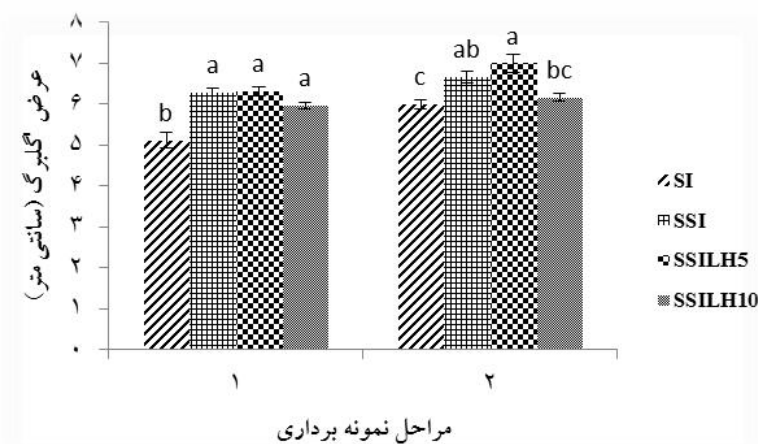 عرض گلبرگ (سانتی متر)
۸
۷
۶
۵
۴
۳
۲
۱
۰
b
a
a
a
c
ab
a
bc
۱
۲
مراحل نمونه برداری
SI
SSI
SSILH5
SSILH10